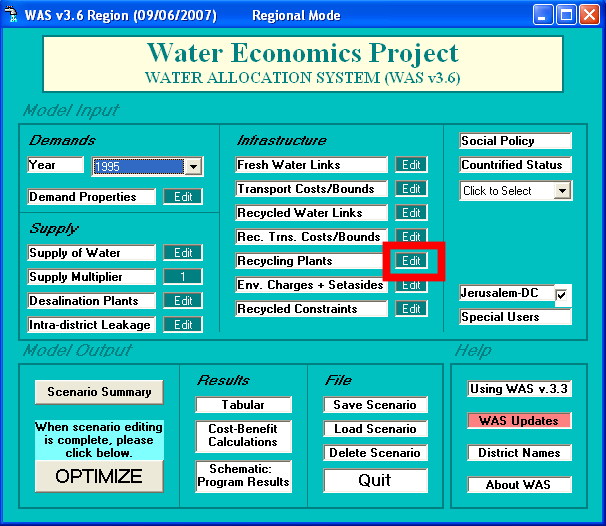 WAS v3.6 Region (09/06/2007) Regional Mode
Water Economics Project
WATER ALLOCATION SYSTEM (WAS v3.6)
Model Input
Demands
Year 1995
Demand Properties Edit
Supply
Supply of Water Edit
Supply Multiplier 1
Desalination Plants Edit
Intra-district Leakage Edit
Infrastructure
Fresh Water Links Edit
Transport Costs/Bounds Edit
Recycled Water Links Edit
Rec. Trns. Costs/Bounds Edit
Recycling Plants Edit
Env. Charges + Setasides Edit
Recycled Constraints Edit
Social Policy
Countrified Status
Click to Select
Jerusalem-DC
Special Users
Model Output
Scenario Summary
When scenario editing
is complete, please
click below.
OPTIMIZE
Results
Tabular
Cost-Benefit
Calculations
Schematic:
Program Results
File
Save Scenario
Load Scenario
Delete Scenario
Quit
Help
Using WAS v.3.3
WAS Updates
District Names
About WAS